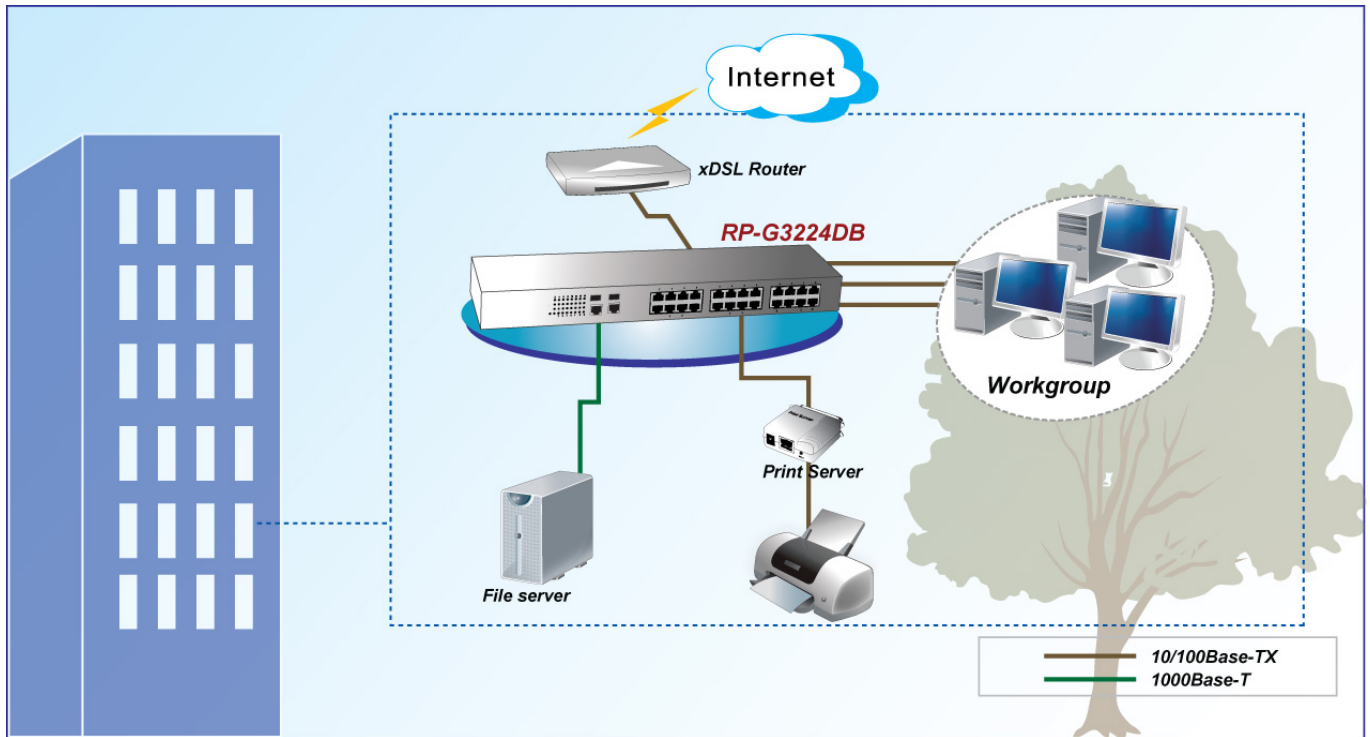 Internet
xDSL Router
RP-G3224DB
Workgroup
Print Server
File server
10/100Base-TX
1000Base-T